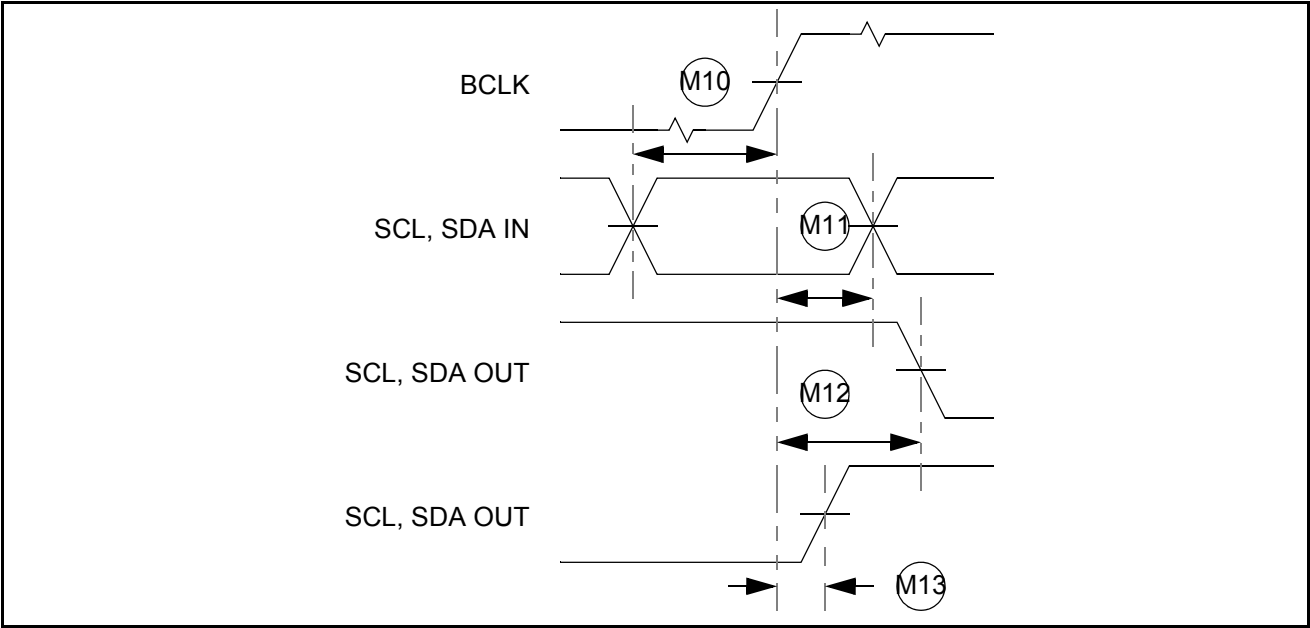 BCLK
M10
SCL, SDA IN
M11
SCL, SDA OUT
M12
SCL, SDA OUT
M13